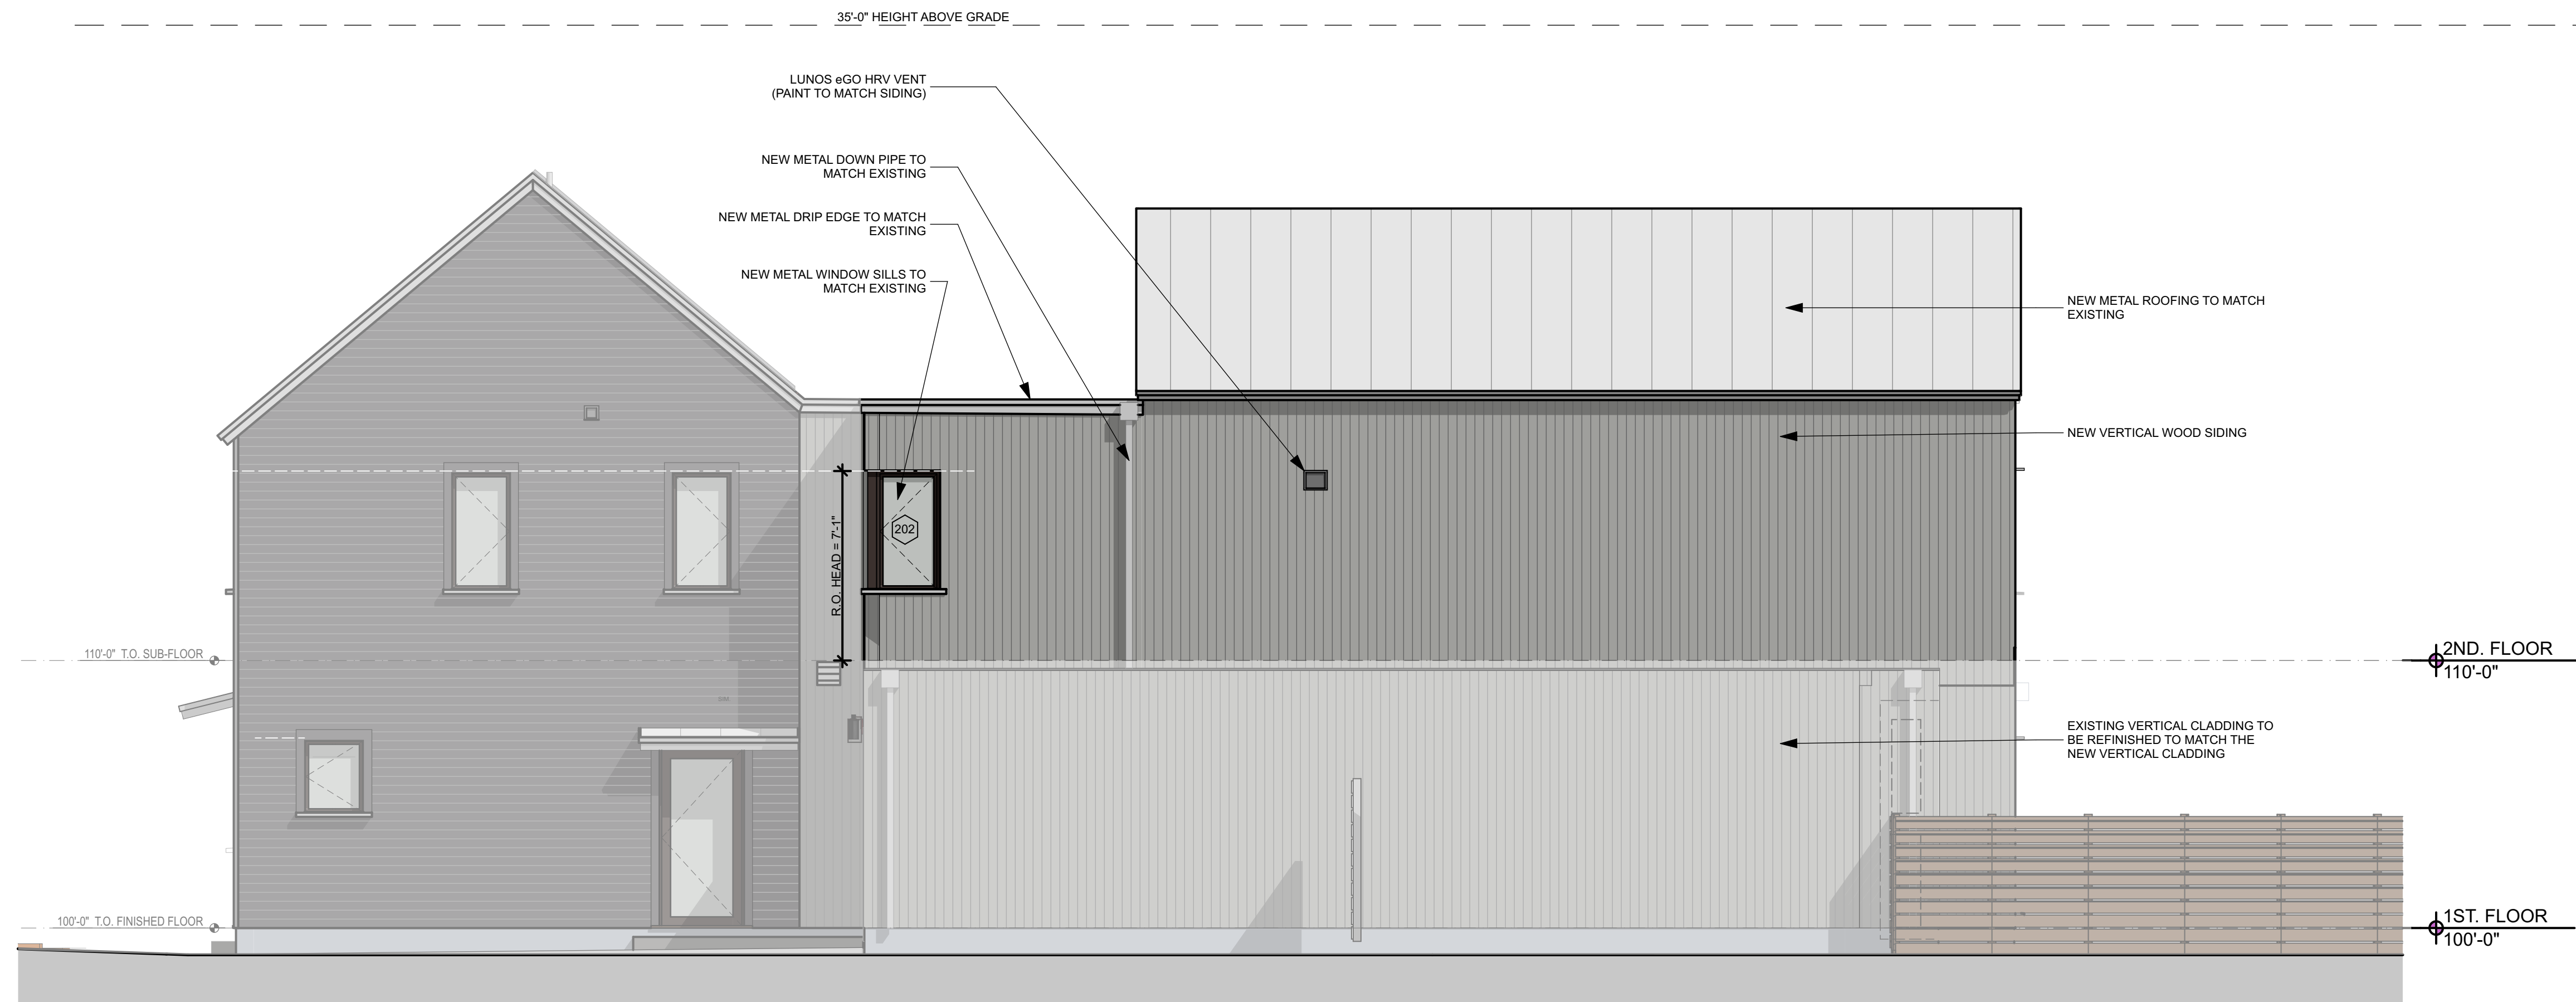 35'-0" HEIGHT ABOVE GRADE
LUNOS eGO HRV VENT
(PAINT TO MATCH SIDING)
NEW METAL DOWN PIPE TO
MATCH EXISTING
NEW METAL DRIP EDGE TO MATCH
EXISTING
NEW METAL WINDOW SILLS TO
MATCH EXISTING
NEW METAL ROOFING TO MATCH
EXISTING
NEW VERTICAL WOOD SIDING
R.O. HEAD = 7'-1"
202
110'-0" T.O. SUB-FLOOR
2ND. FLOOR
110'-0"
EXISTING VERTICAL CLADDING TO
BE REFINISHED TO MATCH THE
NEW VERTICAL CLADDING
100'-0" T.O. FINISHED FLOOR
1ST. FLOOR
100'-0"